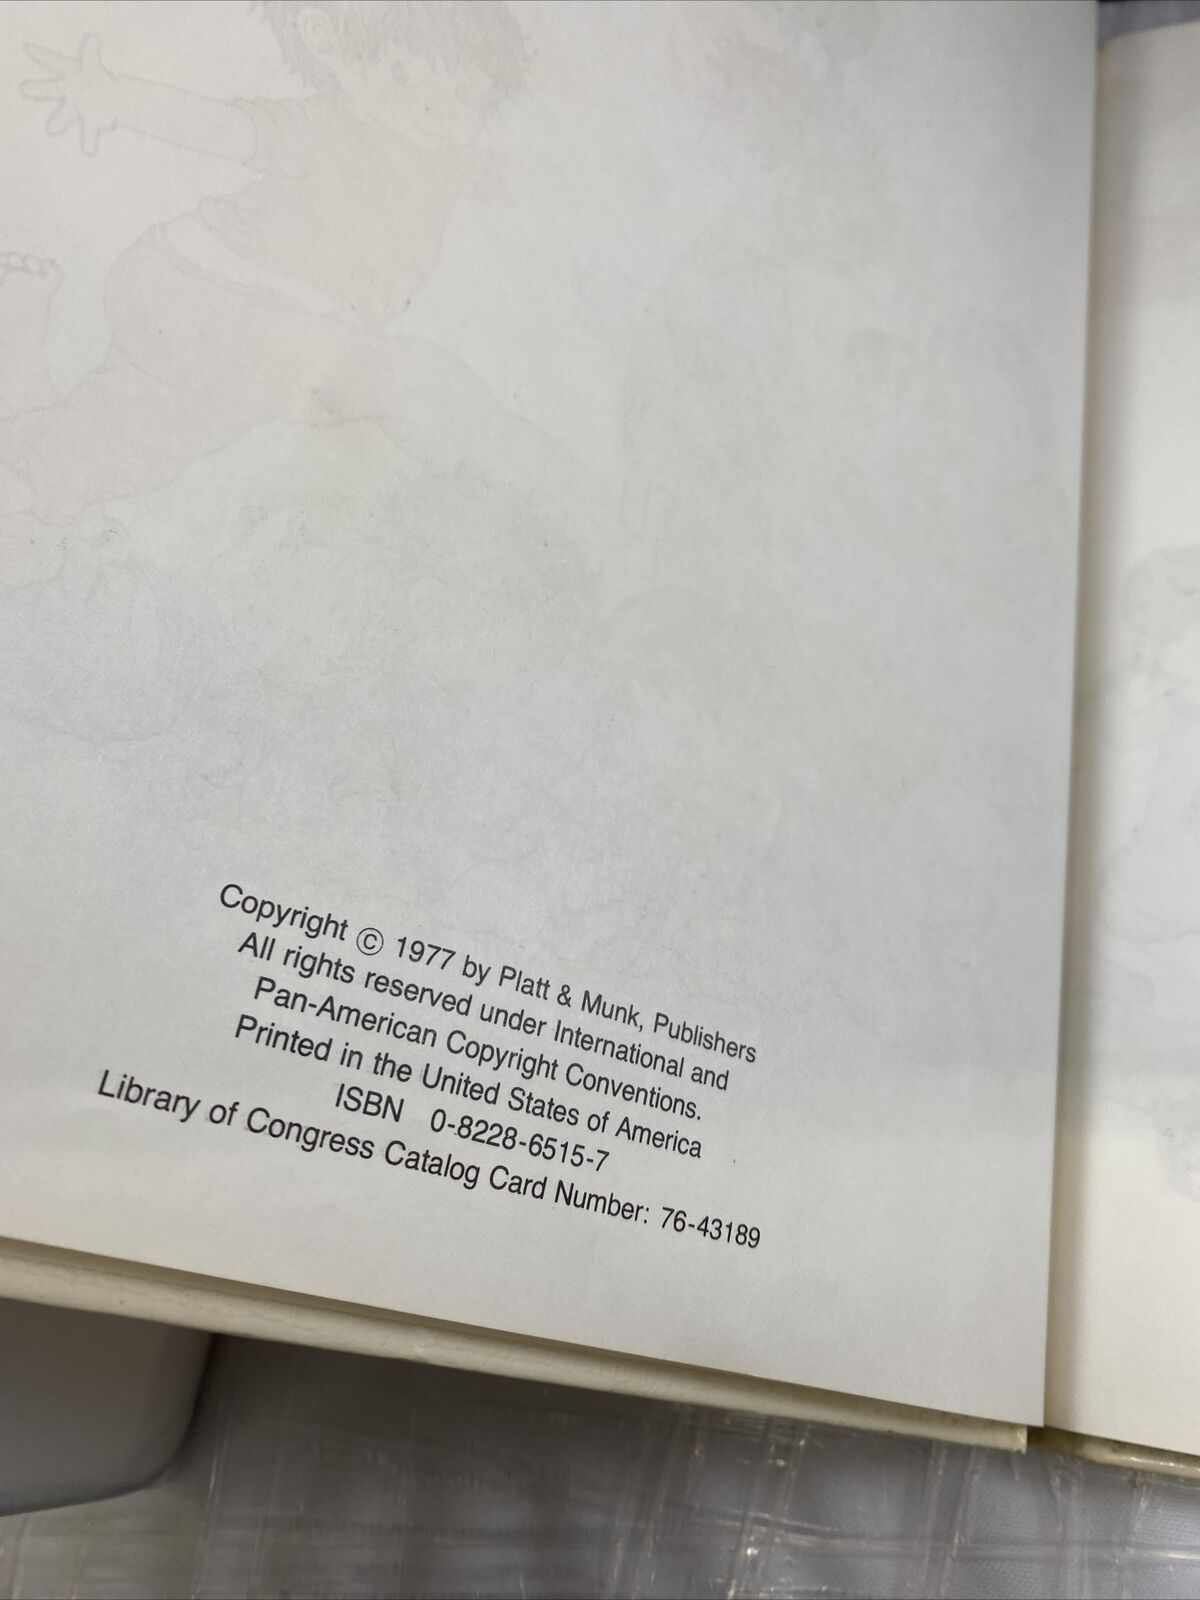 Copyright © 1977 by Platt & Munk, Publishers
All rights reserved under International and
Pan-American Copyright Conventions.
Printed in the United States of America
ISBN 0-8228-6515-7
Library of Congress Catalog Card Number: 76-43189